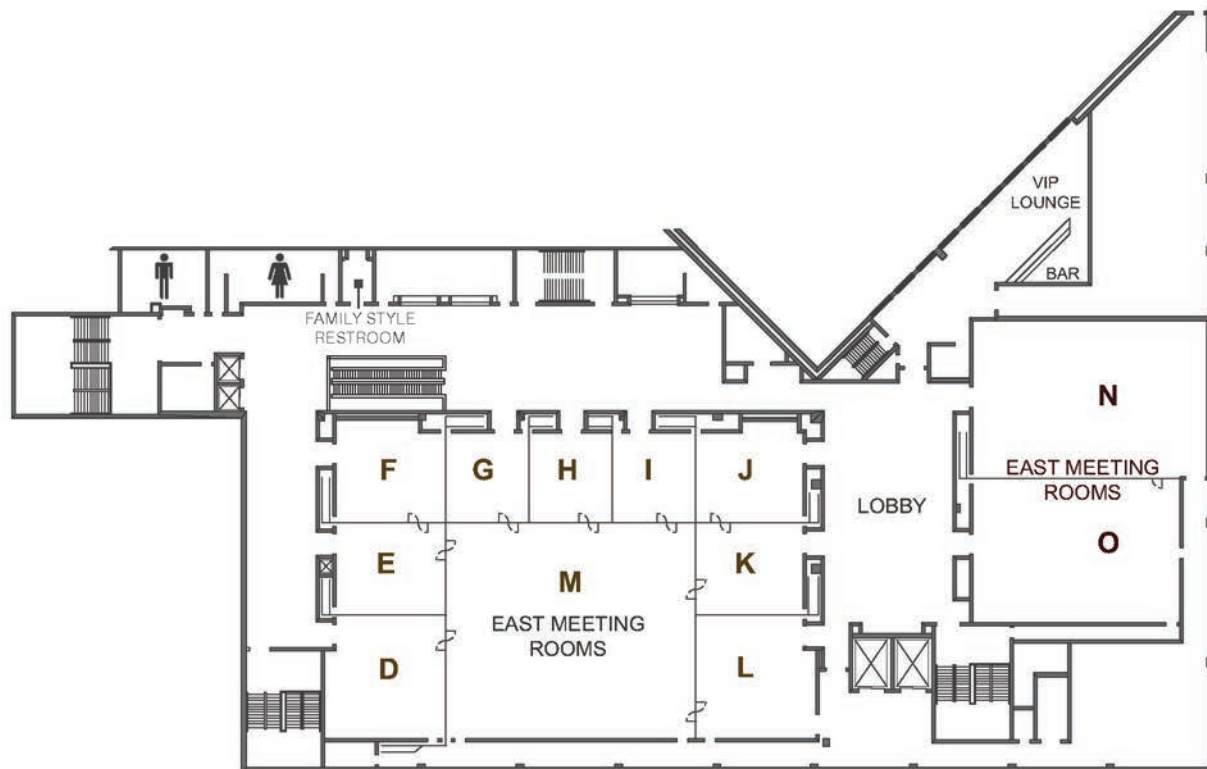 VIP
LOUNGE
BAR
FAMILY STYLE
RESTROOM
N
EAST MEETING
ROOMS
O
F
G
H
I
J
LOBBY
E
M
K
EAST MEETING
ROOMS
D
L